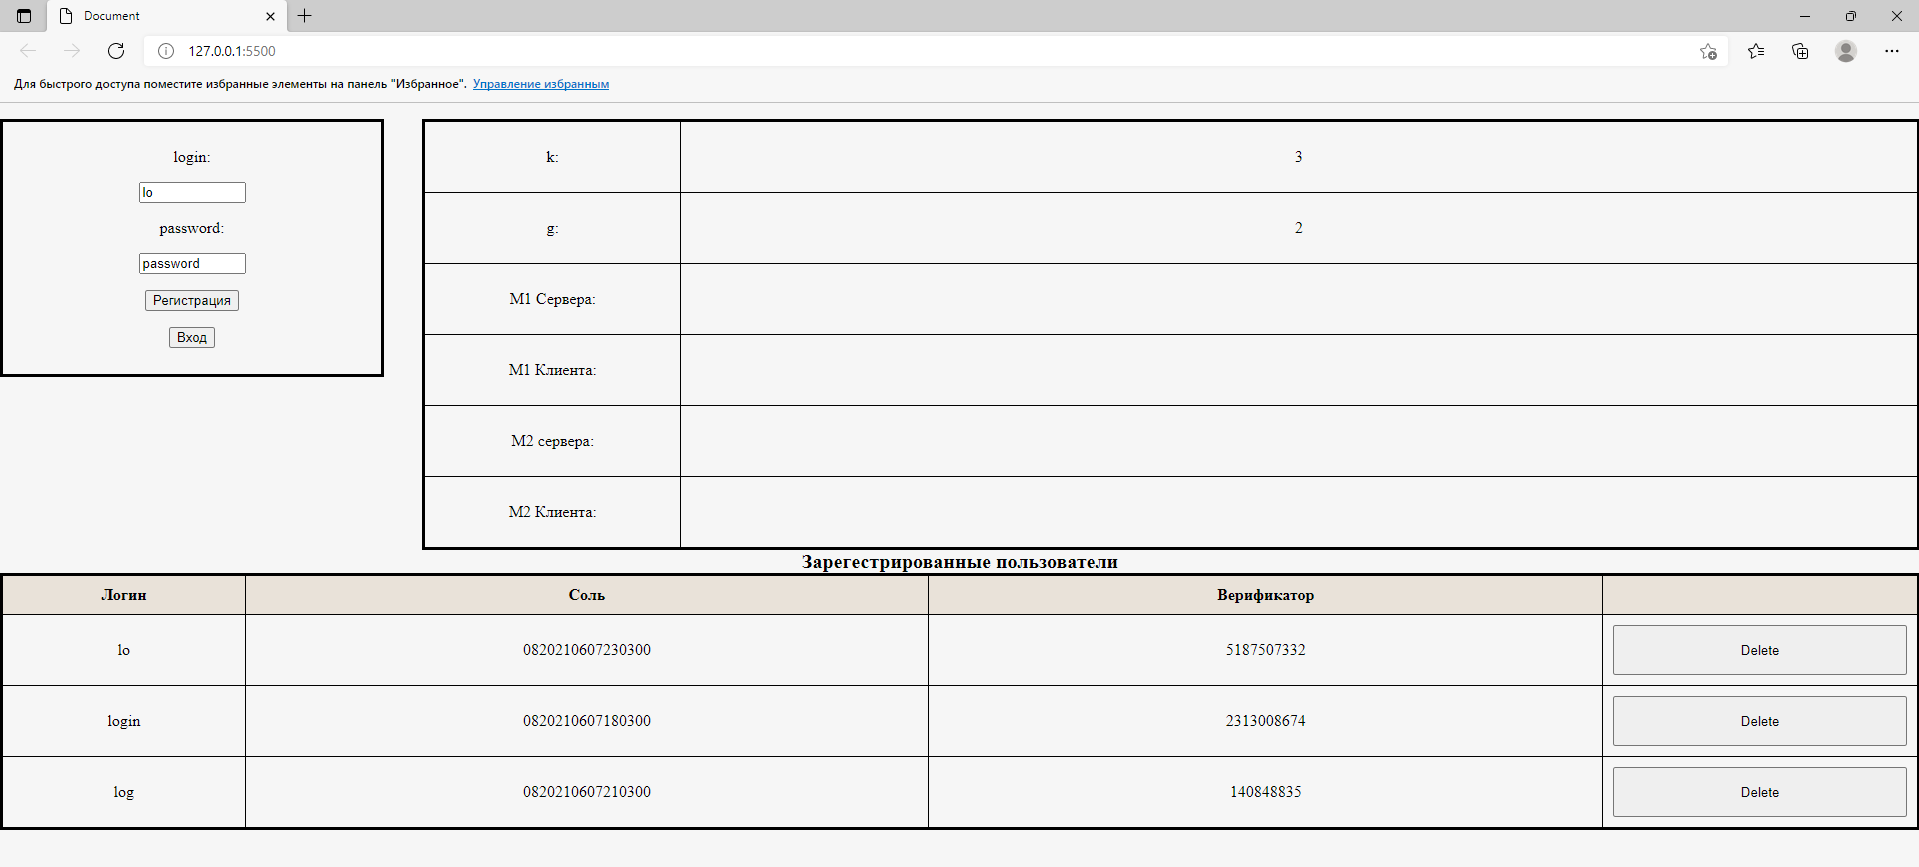 Document
127.0.0.1:5500
Для быстрого доступа поместите избранные элементы на панель "Избранное". Управление избранным
login:
lo
password:
password
Регистрация
Вход
k: 3
g: 2
M1 Сервера:
M1 Клиента:
M2 сервера:
M2 Клиента:
Зарегестрированные пользователи
Логин Соль Верификатор
lo 0820210607230300 5187507332 Delete
login 0820210607180300 2313008674 Delete
log 0820210607210300 140848835 Delete